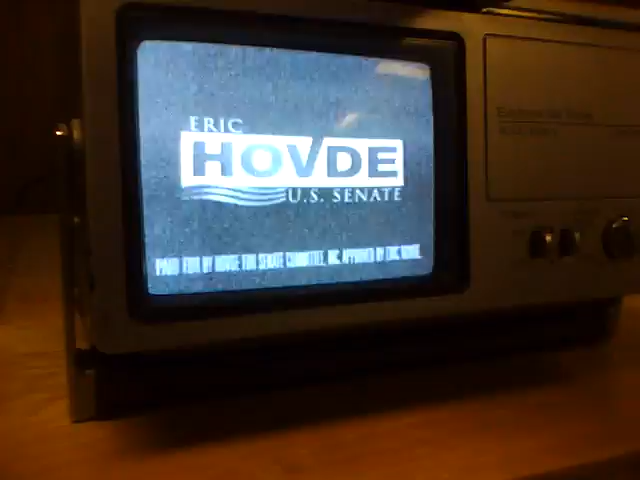 ERIC
HOVDE
U.S. SENATE
PAID FOR BY HOVDE FOR SENATE COMMITTEE, INC. APPROVED BY ERIC HOVDE.